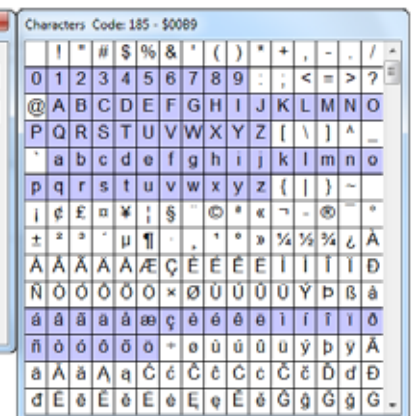 Characters Code: 185 - $00B9
! " # $ % & ' ( ) * + , - . /
0 1 2 3 4 5 6 7 8 9 : ; < = > ?
@ A B C D E F G H I J K L M N O
P Q R S T U V W X Y Z [ \ ] ^ _
` a b c d e f g h i j k l m n o
p q r s t u v w x y z { | } ~
¡ ¢ £ ¤ ¥ ¦ § ¨ © ª « ¬ - ® ¯ °
± ² ³ ´ µ ¶ · ¸ ¹ º » ¼ ½ ¾ ¿ À
Á Â Ã Ä Å Æ Ç È É Ê Ë Ì Í Î Ï Ð
Ñ Ò Ó Ô Õ Ö × Ø Ù Ú Û Ü Ý Þ ß à
á â ã ä å æ ç è é ê ë ì í î ï ð
ñ ò ó ô õ ö ÷ ø ù ú û ü ý þ ÿ Ā
ā Ă ă Ą ą Ć ć Ĉ ĉ Ċ ċ Č č Ď ď Đ
đ Ē ē Ĕ ĕ Ė ė Ę ę Ě ě Ĝ ĝ Ğ ğ Ġ